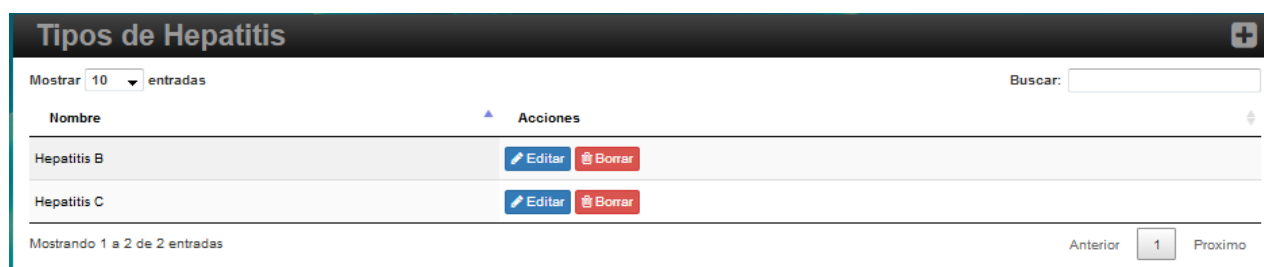 Tipos de Hepatitis
Mostrar 10 entradas Buscar:
Nombre Acciones
Hepatitis B Editar Borrar
Hepatitis C Editar Borrar
Mostrando 1 a 2 de 2 entradas Anterior 1 Proximo